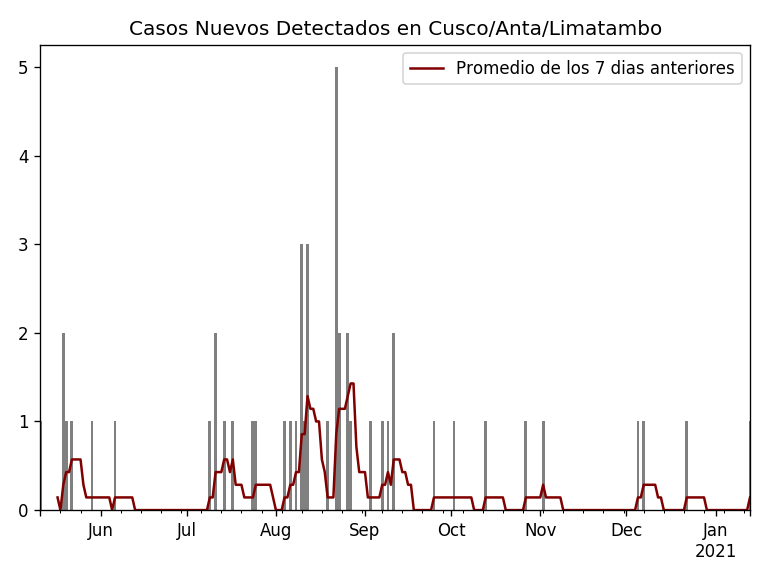 Casos Nuevos Detectados en Cusco/Anta/Limatambo
Promedio de los 7 dias anteriores
5
4
3
2
1
0
Jun Jul Aug Sep Oct Nov Dec Jan
2021